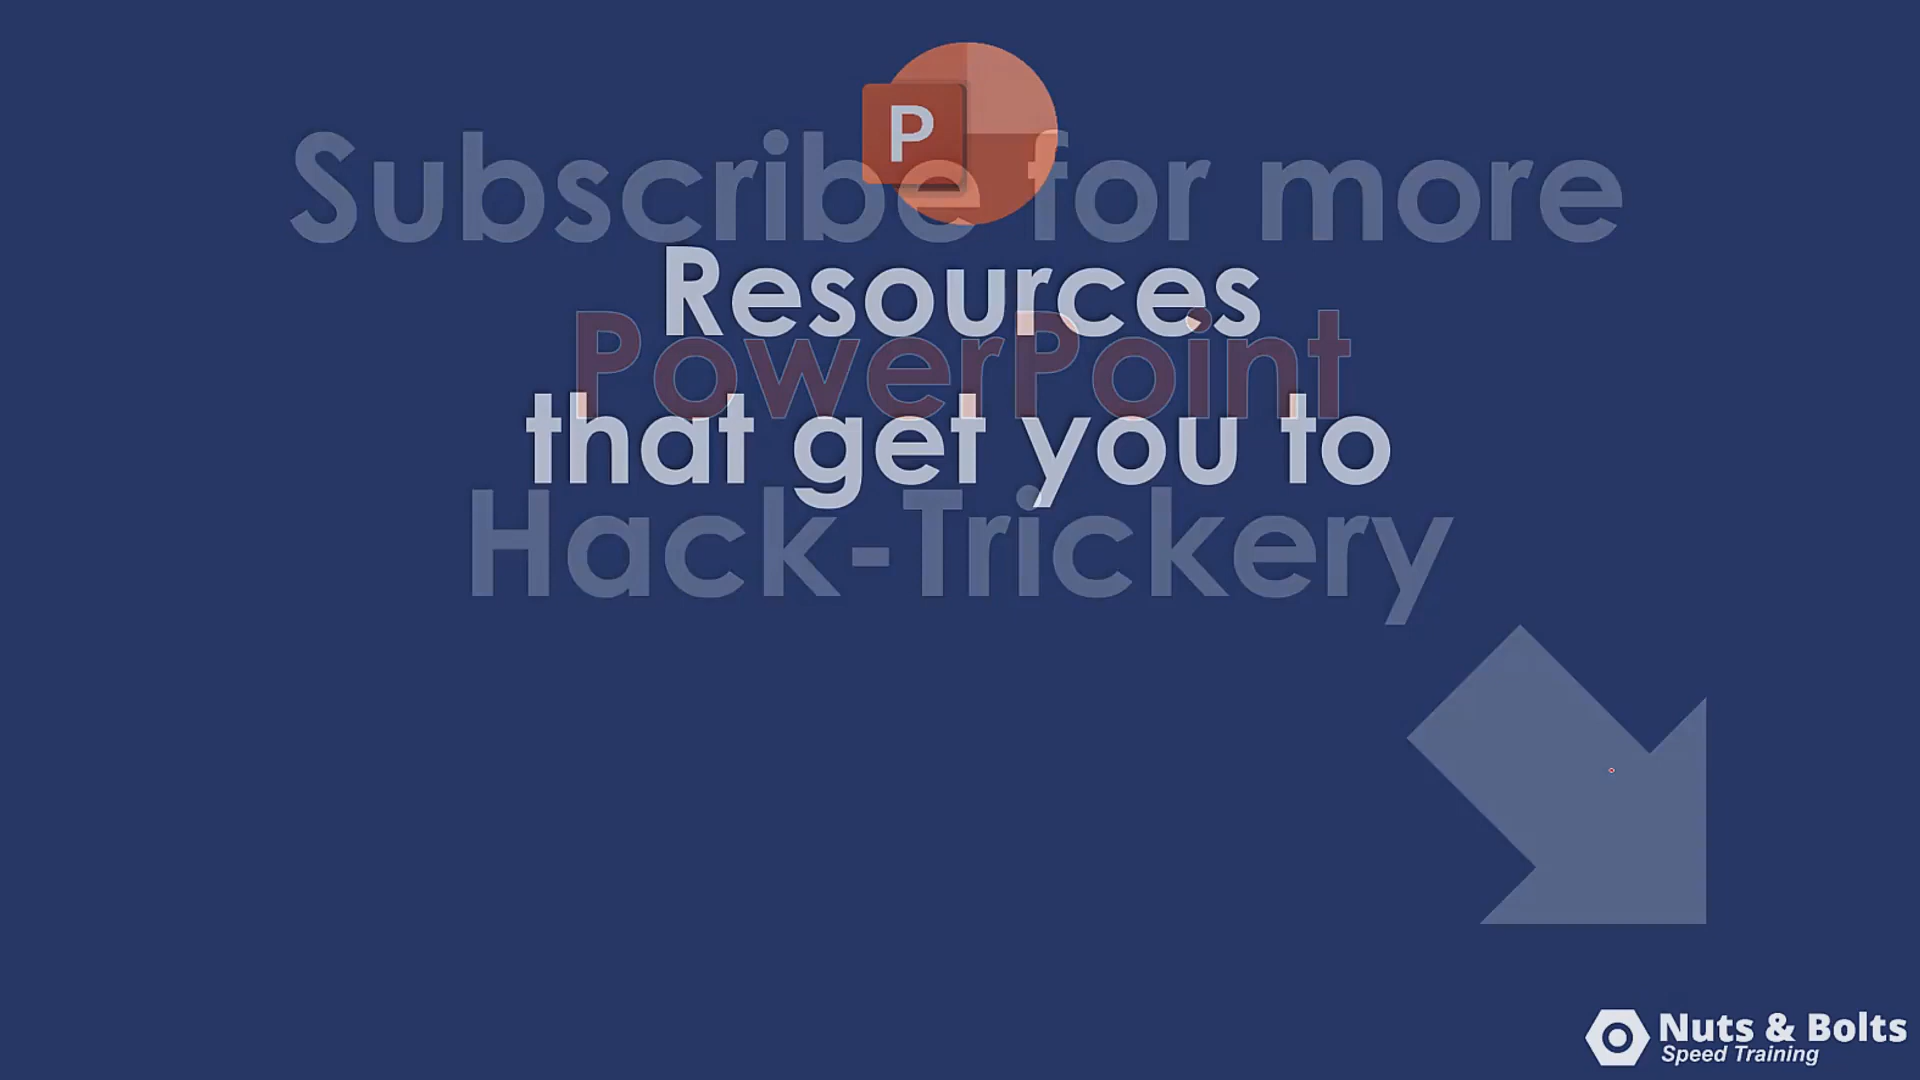 P
Subscribe for more
Resources
PowerPoint
that get you to
Hack-Trickery
Nuts & Bolts
Speed Training